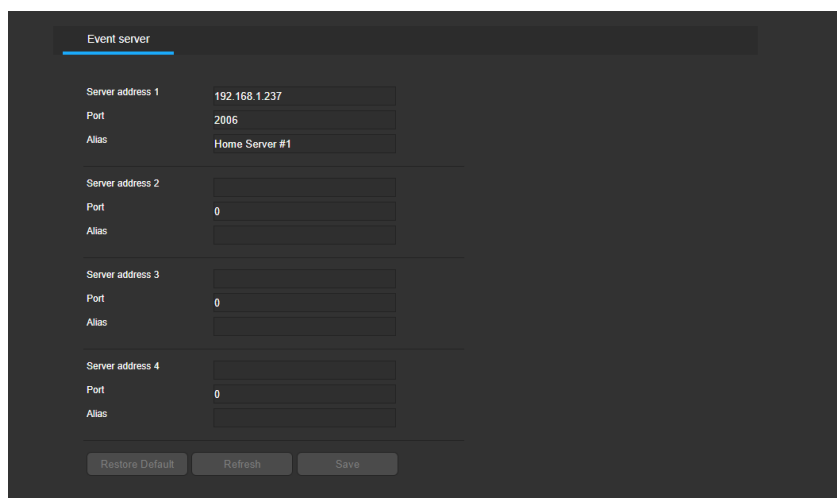 Event server
Server address 1 192.168.1.237
Port 2006
Alias Home Server #1
Server address 2
Port 0
Alias
Server address 3
Port 0
Alias
Server address 4
Port 0
Alias
Restore Default Refresh Save